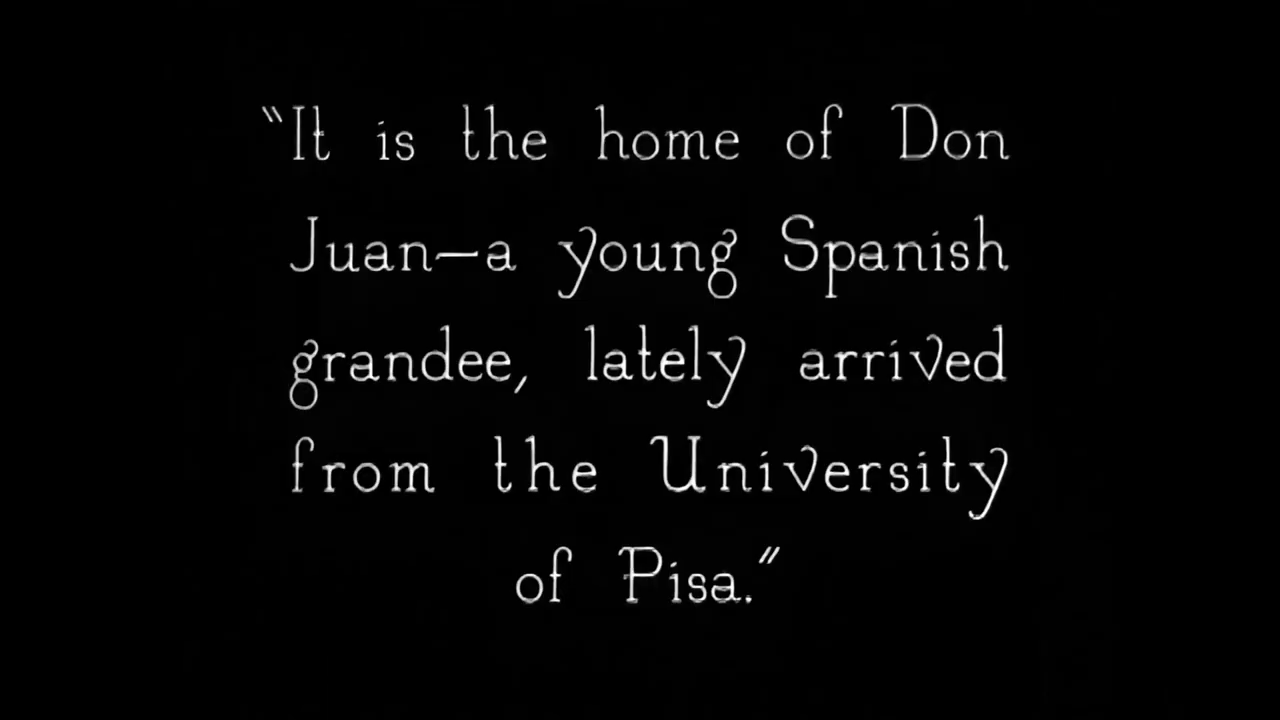 “It is the home of Don
Juan—a young Spanish
grandee, lately arrived
from the University
of Pisa.”